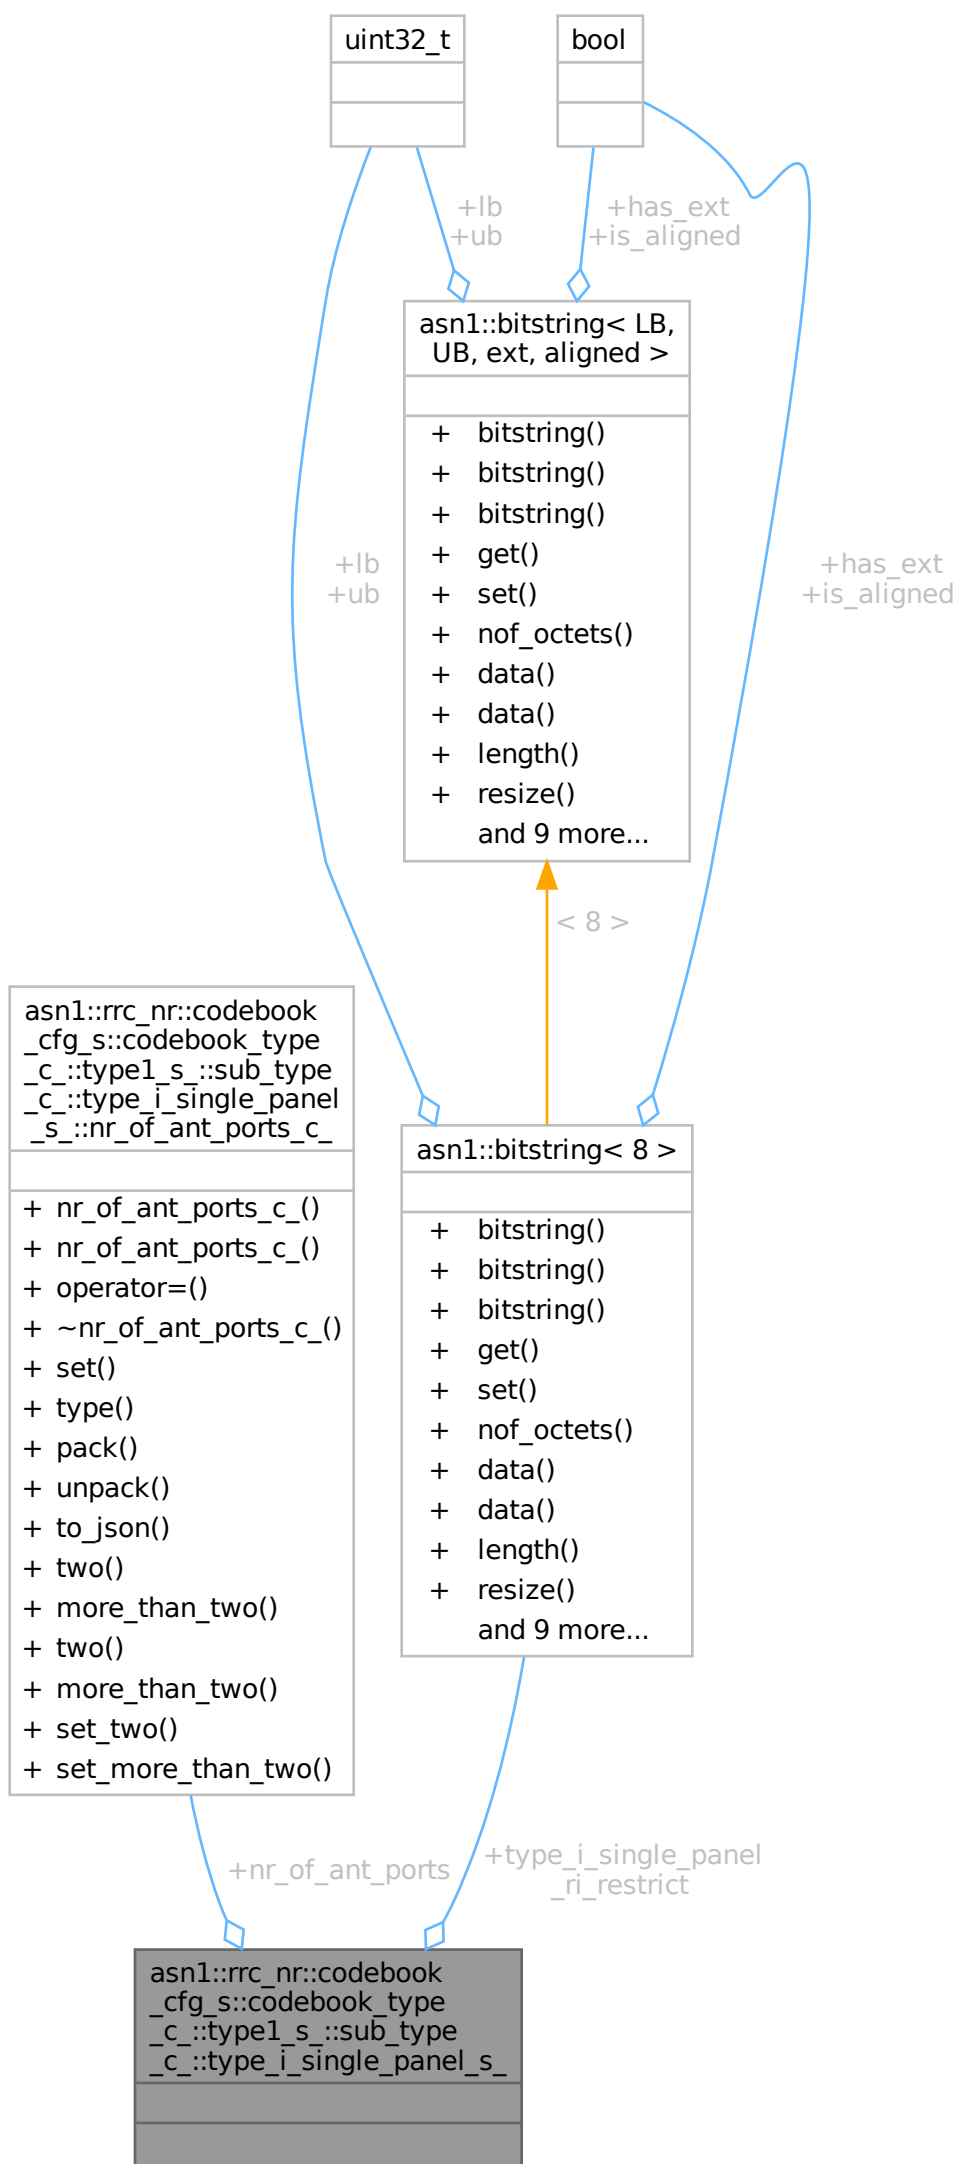 uint32_t
bool
+lb
+ub
+has_ext
+is_aligned
asn1::bitstring< LB,
UB, ext, aligned >
+ bitstring()
+ bitstring()
+ bitstring()
+ get()
+ set()
+ nof_octets()
+ data()
+ data()
+ length()
+ resize()
and 9 more...
+lb
+ub
+has_ext
+is_aligned
< 8 >
asn1::rrc_nr::codebook
_cfg_s::codebook_type
_c_::type1_s_::sub_type
_c_::type_i_single_panel
_s_::nr_of_ant_ports_c_
+ nr_of_ant_ports_c_()
+ nr_of_ant_ports_c_()
+ operator=()
+ ~nr_of_ant_ports_c_()
+ set()
+ type()
+ pack()
+ unpack()
+ to_json()
+ two()
+ more_than_two()
+ two()
+ more_than_two()
+ set_two()
+ set_more_than_two()
asn1::bitstring< 8 >
+ bitstring()
+ bitstring()
+ bitstring()
+ get()
+ set()
+ nof_octets()
+ data()
+ data()
+ length()
+ resize()
and 9 more...
+nr_of_ant_ports
+type_i_single_panel
_ri_restrict
asn1::rrc_nr::codebook
_cfg_s::codebook_type
_c_::type1_s_::sub_type
_c_::type_i_single_panel_s_